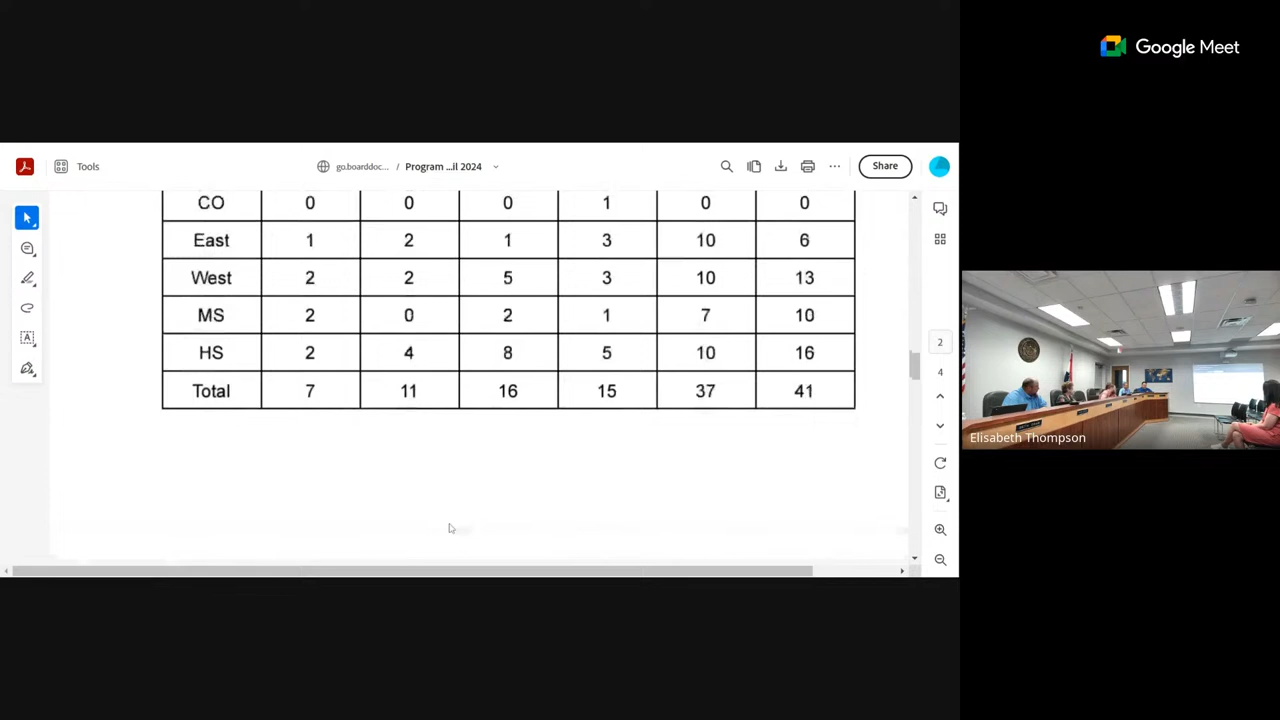 Google Meet
Tools
go.boarddoc... / Program ...il 2024
Share
CO 0 0 0 1 0 0
East 1 2 1 3 10 6
West 2 2 5 3 10 13
MS 2 0 2 1 7 10
HS 2 4 8 5 10 16
Total 7 11 16 15 37 41
2
4
Elisabeth Thompson